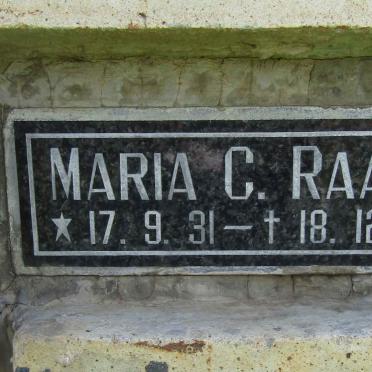 MARIA C. RAA
★ 17. 9. 31 — † 18. 12